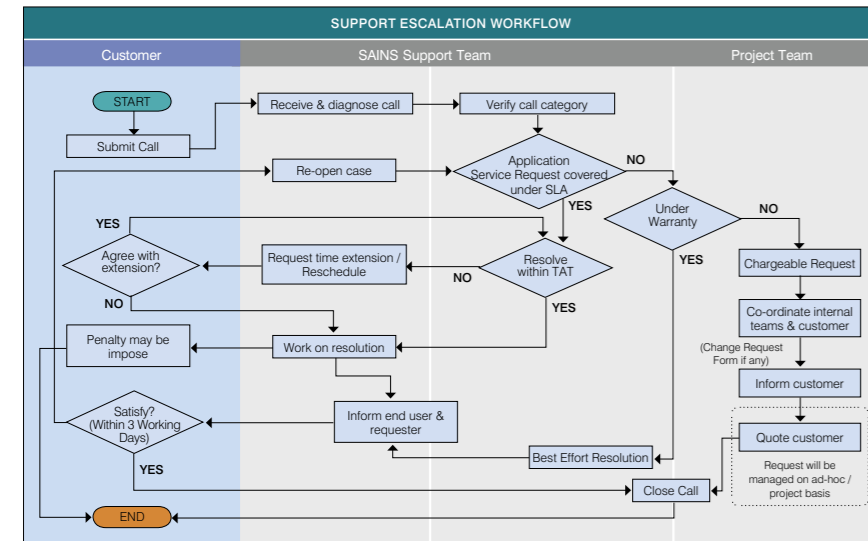 SUPPORT ESCALATION WORKFLOW
Customer
SAINS Support Team
Project Team
START
Receive & diagnose call
Verify call category
Submit Call
Re-open case
Application
Service Request covered
under SLA
NO
YES
Under
Warranty
NO
YES
YES
Agree with
extension?
Request time extension /
Reschedule
NO
Resolve
within TAT
YES
Chargeable Request
NO
Co-ordinate internal
teams & customer
(Change Request
Form if any)
Penalty may be
impose
Work on resolution
Inform customer
Satisfy?
(Within 3 Working
Days)
Inform end user &
requester
Quote customer
Best Effort Resolution
Request will be
managed on ad-hoc /
project basis
YES
Close Call
END